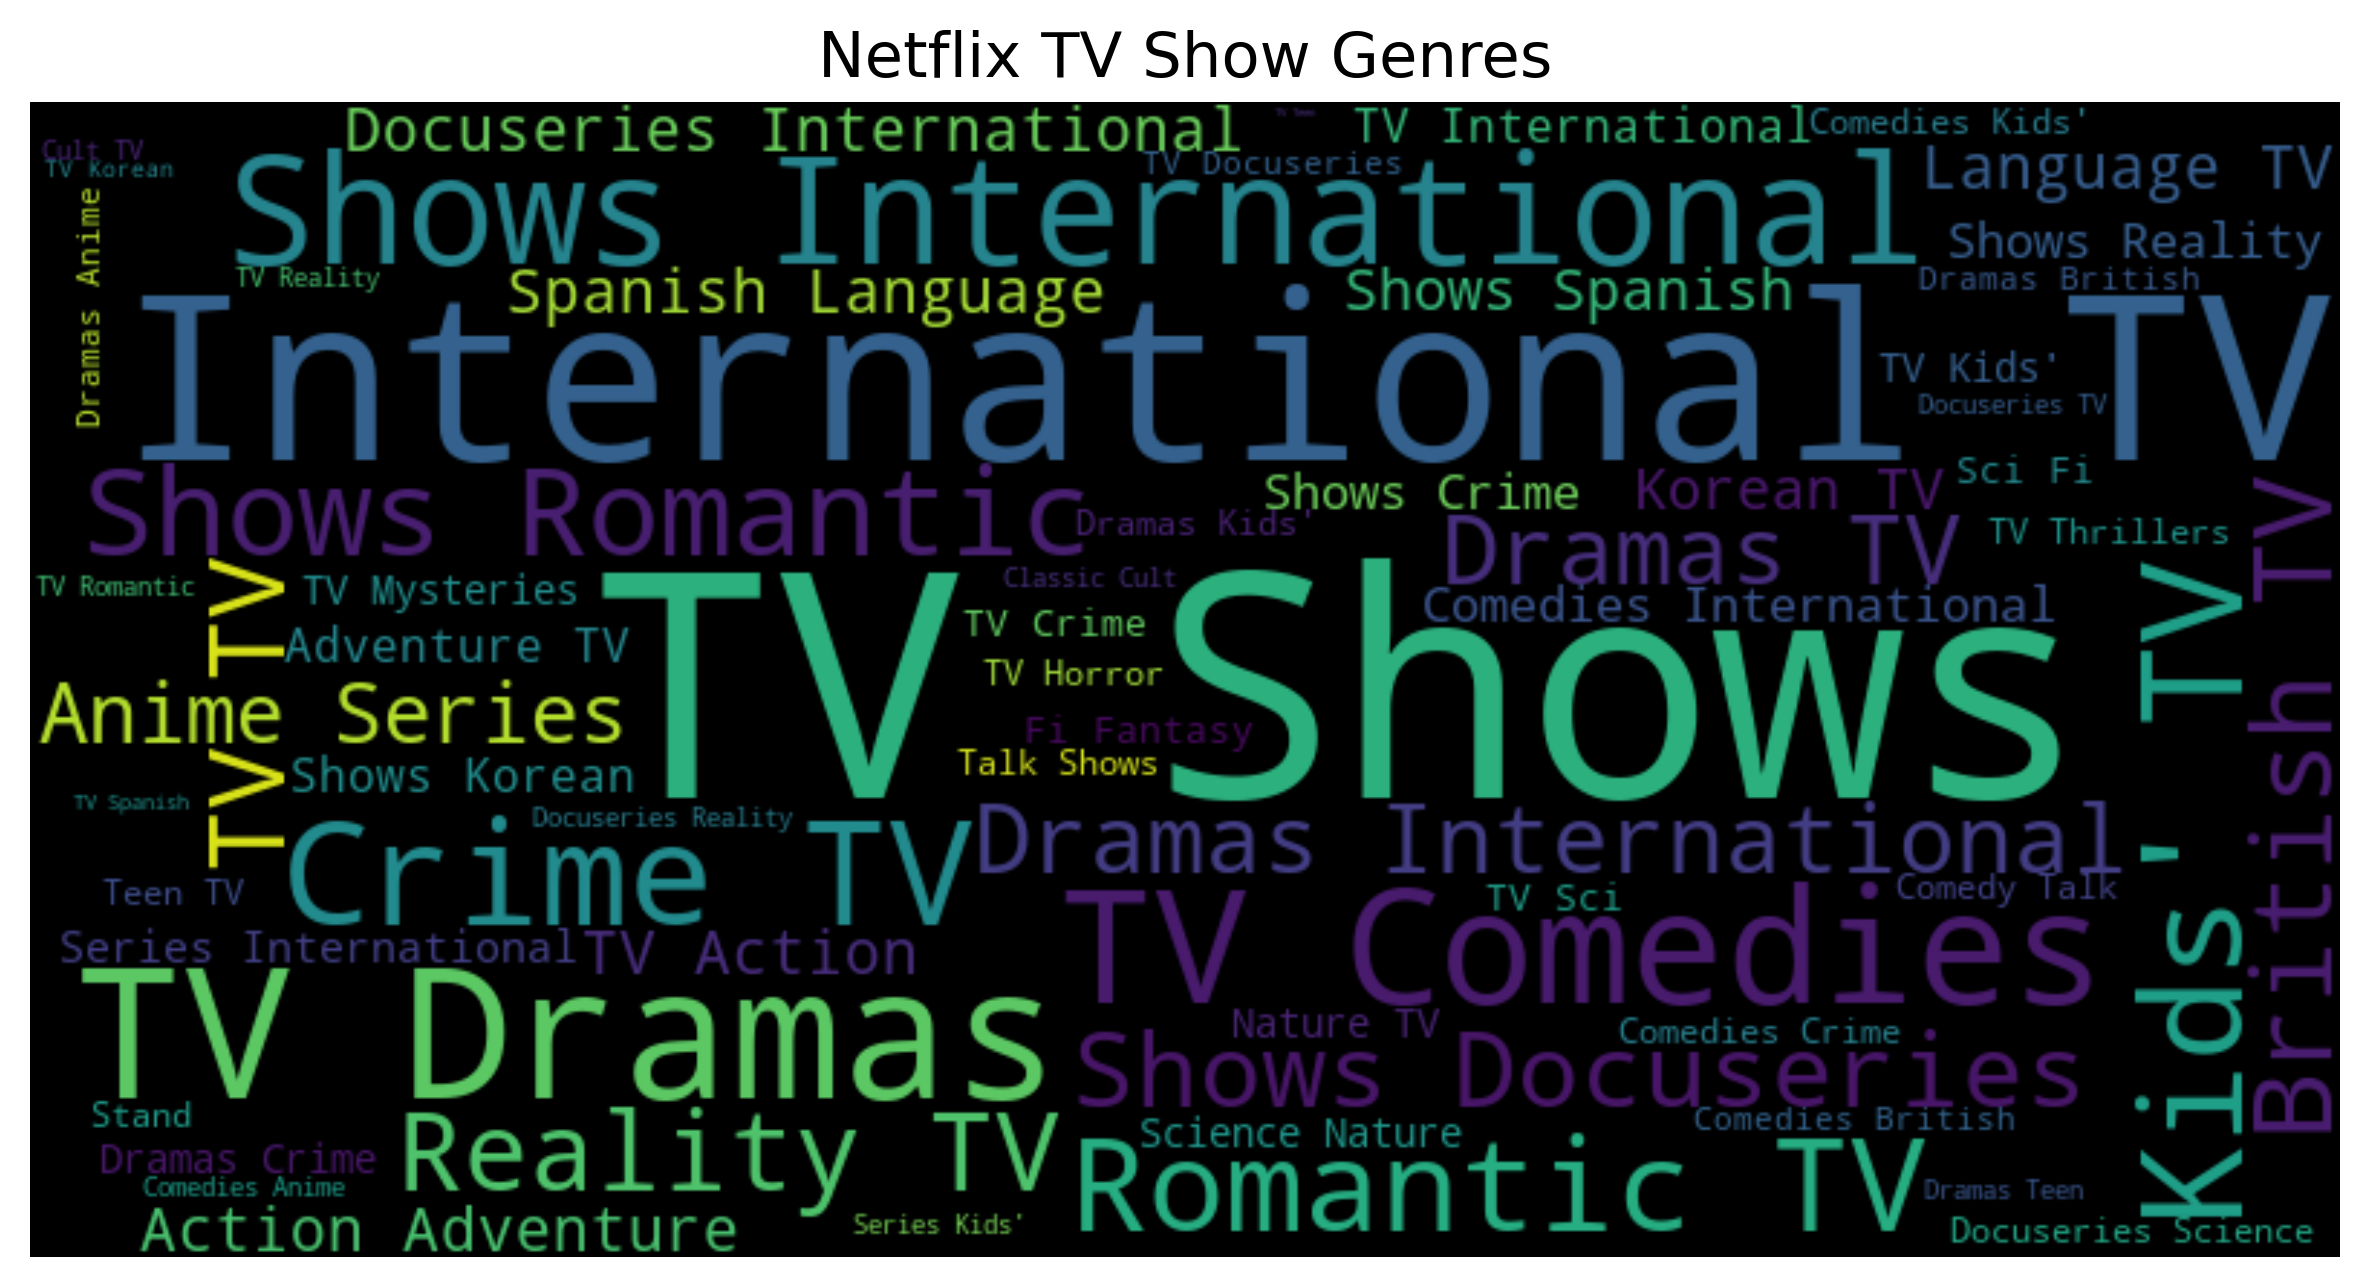 Netflix TV Show Genres
Docuseries International
TV International
Comedies Kids'
Cult TV
TV Korean
TV Docuseries
Language TV
Shows International
Shows Reality
Dramas Anime
TV Reality
Spanish Language
Shows Spanish
Dramas British
International TV
TV Kids'
Docuseries TV
Shows Romantic
Shows Crime
Korean TV
Sci Fi
Dramas Kids'
Dramas TV
TV Thrillers
British TV
TV Romantic
TV TV
TV Mysteries
Classic Cult
Comedies International
Kids' TV
TV Shows
TV Crime
Adventure TV
TV Horror
Anime Series
Fi Fantasy
Talk Shows
Shows Korean
TV Spanish
Docuseries Reality
Crime TV
Dramas International
Teen TV
TV Sci
Comedy Talk
Series International
TV Action
TV Comedies
TV Dramas
Nature TV
Comedies Crime
Shows Docuseries
Stand
Reality TV
Science Nature
Comedies British
Dramas Crime
Romantic TV
Comedies Anime
Dramas Teen
Action Adventure
Series Kids'
Docuseries Science